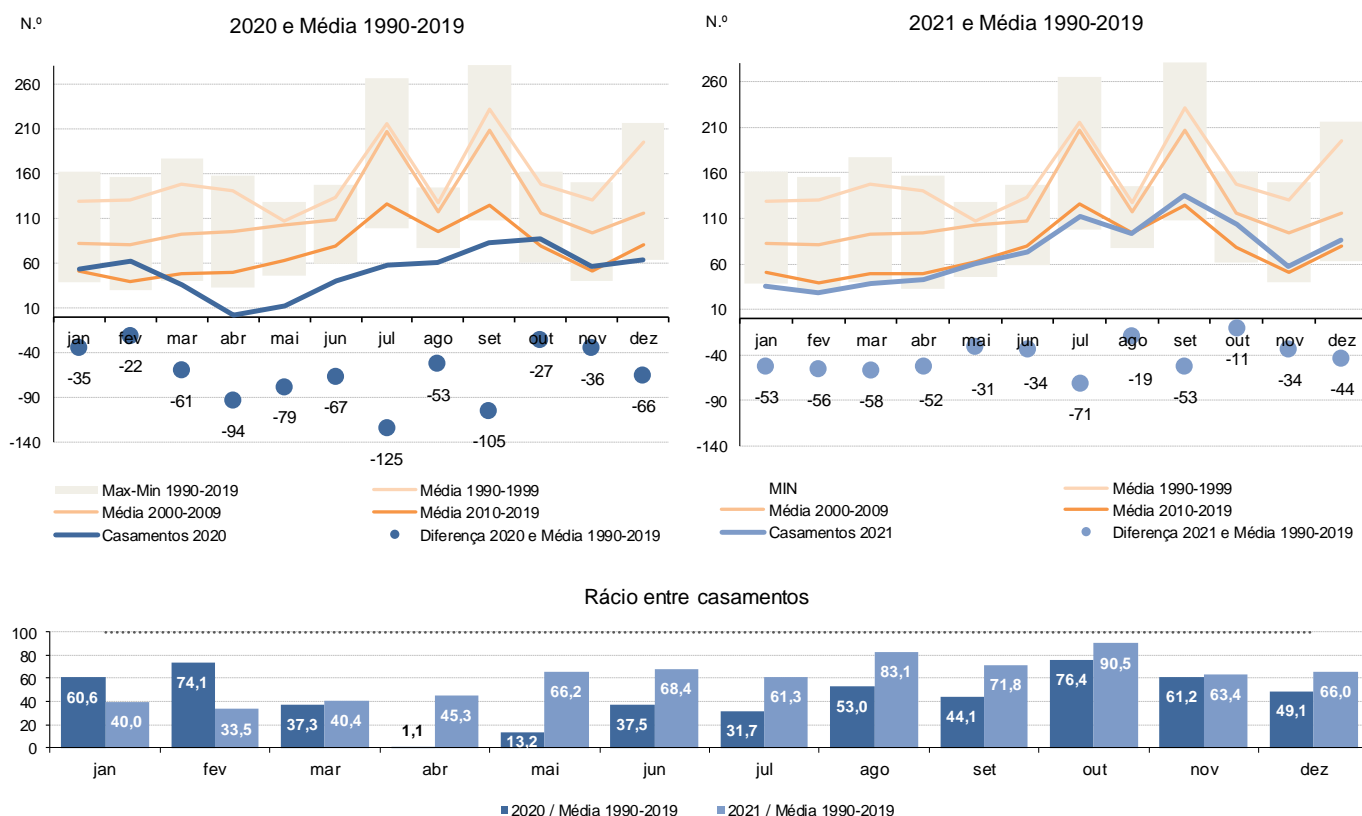 N.º
2020 e Média 1990-2019
260
210
160
110
60
10
-40
-90
-140
jan fev mar abr mai jun jul ago set out nov dez
-35 -22 -61 -94 -79 -67 -125 -53 -105 -27 -36 -66
Max-Min 1990-2019 Média 1990-1999
Média 2000-2009 Média 2010-2019
Casamentos 2020 Diferença 2020 e Média 1990-2019
N.º
2021 e Média 1990-2019
260
210
160
110
60
10
-40
-90
-140
jan fev mar abr mai jun jul ago set out nov dez
-53 -56 -58 -52 -31 -34 -71 -19 -53 -11 -34 -44
MIN Média 1990-1999
Média 2000-2009 Média 2010-2019
Casamentos 2021 Diferença 2021 e Média 1990-2019
Rácio entre casamentos
100
80
60
40
20
0
60,6 40,0 74,1 33,5 37,3 40,4 1,1 45,3 13,2 66,2 37,5 68,4 31,7 61,3 53,0 83,1 44,1 71,8 76,4 90,5 61,2 63,4 49,1 66,0
jan fev mar abr mai jun jul ago set out nov dez
2020 / Média 1990-2019 2021 / Média 1990-2019